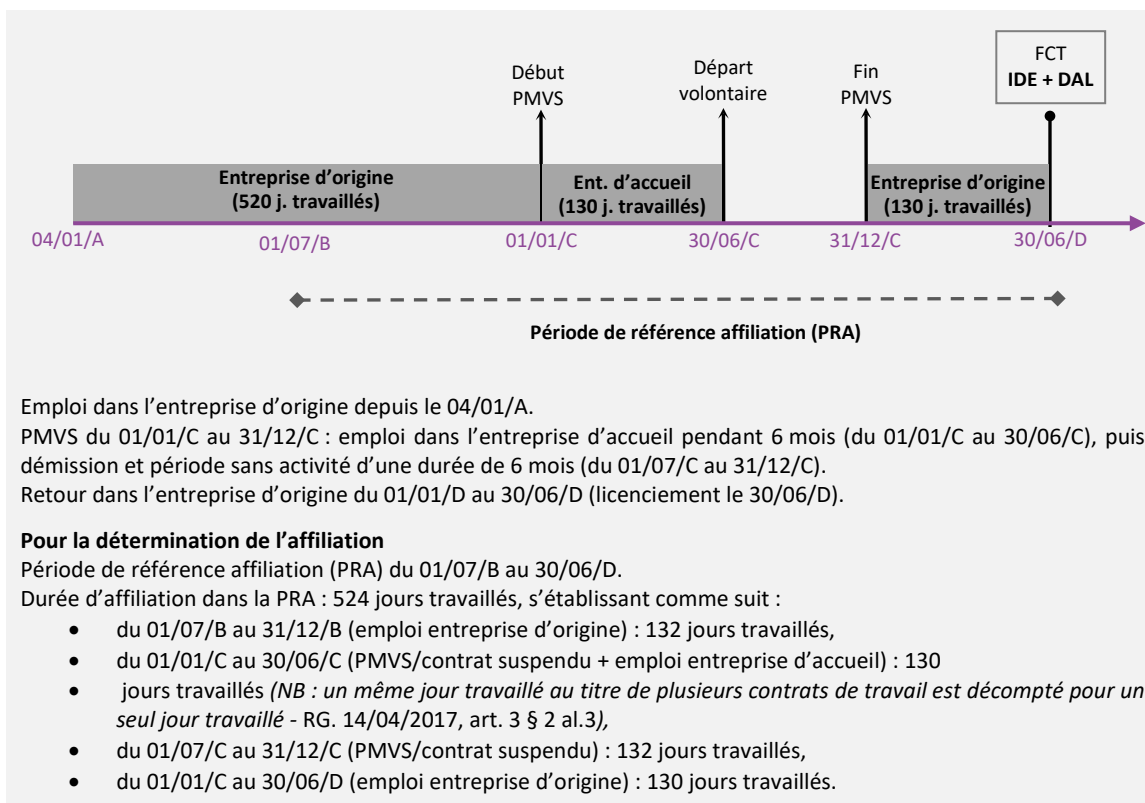 FCT
IDE + DAL
Début
PMVS
Départ
volontaire
Fin
PMVS
Entreprise d’origine
(520 j. travaillés)
Ent. d’accueil
(130 j. travaillés)
Entreprise d’origine
(130 j. travaillés)
04/01/A
01/07/B
01/01/C
30/06/C
31/12/C
30/06/D
Période de référence affiliation (PRA)
Emploi dans l’entreprise d’origine depuis le 04/01/A.
PMVS du 01/01/C au 31/12/C : emploi dans l’entreprise d’accueil pendant 6 mois (du 01/01/C au 30/06/C), puis
démission et période sans activité d’une durée de 6 mois (du 01/07/C au 31/12/C).
Retour dans l’entreprise d’origine du 01/01/D au 30/06/D (licenciement le 30/06/D).
Pour la détermination de l’affiliation
Période de référence affiliation (PRA) du 01/07/B au 30/06/D.
Durée d’affiliation dans la PRA : 524 jours travaillés, s’établissant comme suit :
• du 01/07/B au 31/12/B (emploi entreprise d’origine) : 132 jours travaillés,
• du 01/01/C au 30/06/C (PMVS/contrat suspendu + emploi entreprise d’accueil) : 130
• jours travaillés (NB : un même jour travaillé au titre de plusieurs contrats de travail est décompté pour un
seul jour travaillé - RG. 14/04/2017, art. 3 § 2 al.3),
• du 01/07/C au 31/12/C (PMVS/contrat suspendu) : 132 jours travaillés,
• du 01/01/C au 30/06/D (emploi entreprise d’origine) : 130 jours travaillés.